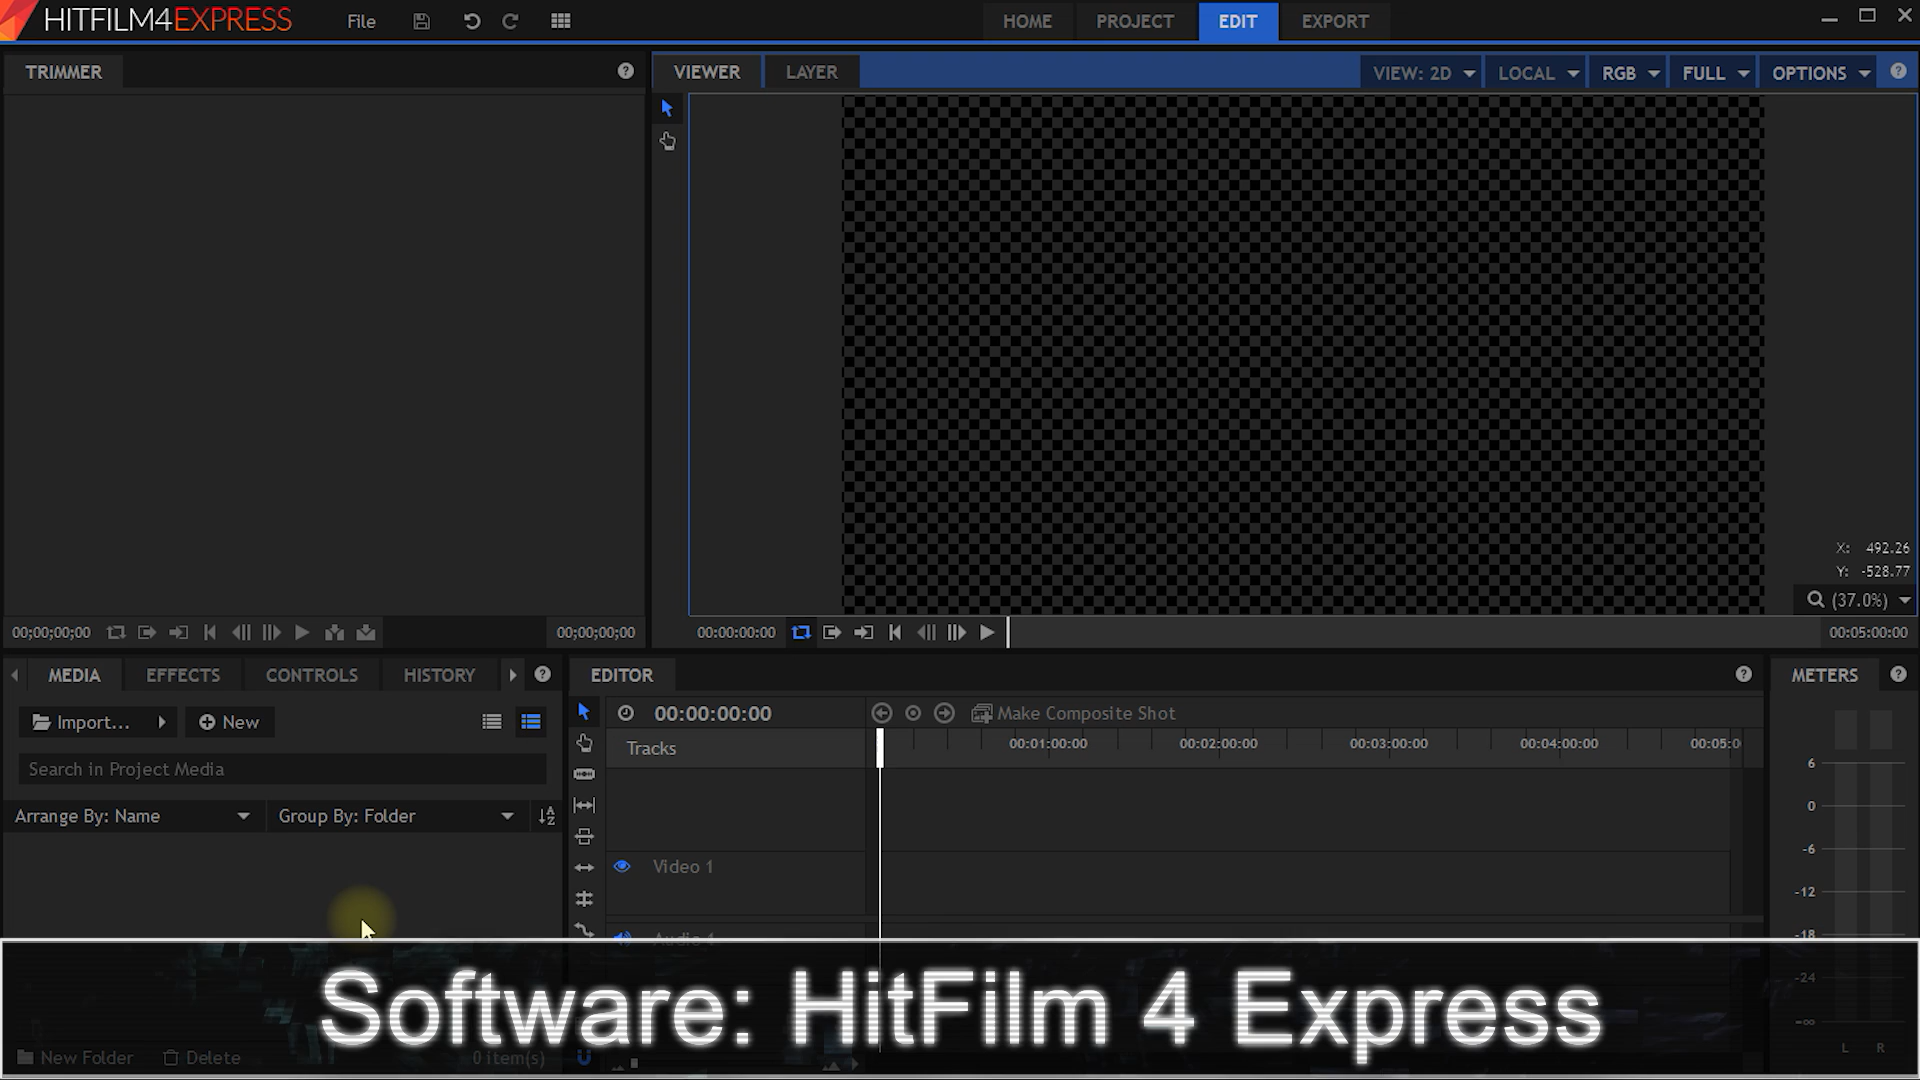 HITFILM4EXPRESS File HOME PROJECT EDIT EXPORT
TRIMMER
VIEWER LAYER VIEW: 2D LOCAL RGB FULL OPTIONS
X: 492.26
Y: -528.77
(37.0%)
00;00;00;00 00;00;00;00
00:00:00:00 00:05:00:00
MEDIA EFFECTS CONTROLS HISTORY
Import... New
Search in Project Media
Arrange By: Name Group By: Folder
EDITOR
00:00:00:00 Make Composite Shot
Tracks 00:01:00:00 00:02:00:00 00:03:00:00 00:04:00:00 00:05:0
Video 1
Audio 1
METERS
6
0
-6
-12
-18
-24
-∞
L R
Software: HitFilm 4 Express
New Folder Delete 0 item(s)